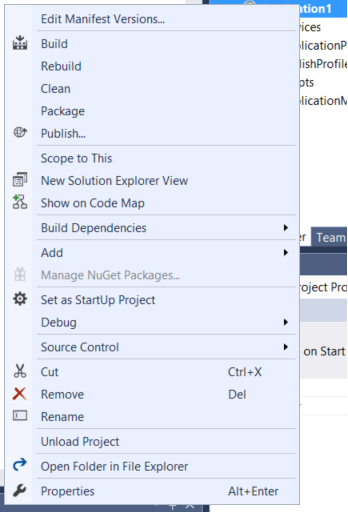 Edit Manifest Versions...
Build
Rebuild
Clean
Package
Publish...
Scope to This
New Solution Explorer View
Show on Code Map
Build Dependencies
Add
Manage NuGet Packages...
Set as StartUp Project
Debug
Source Control
Cut Ctrl+X
Remove Del
Rename
Unload Project
Open Folder in File Explorer
Properties Alt+Enter
ation1
ices
plicationP
lishProfile
pts
plicationM
er Team
roject Pro
on Start